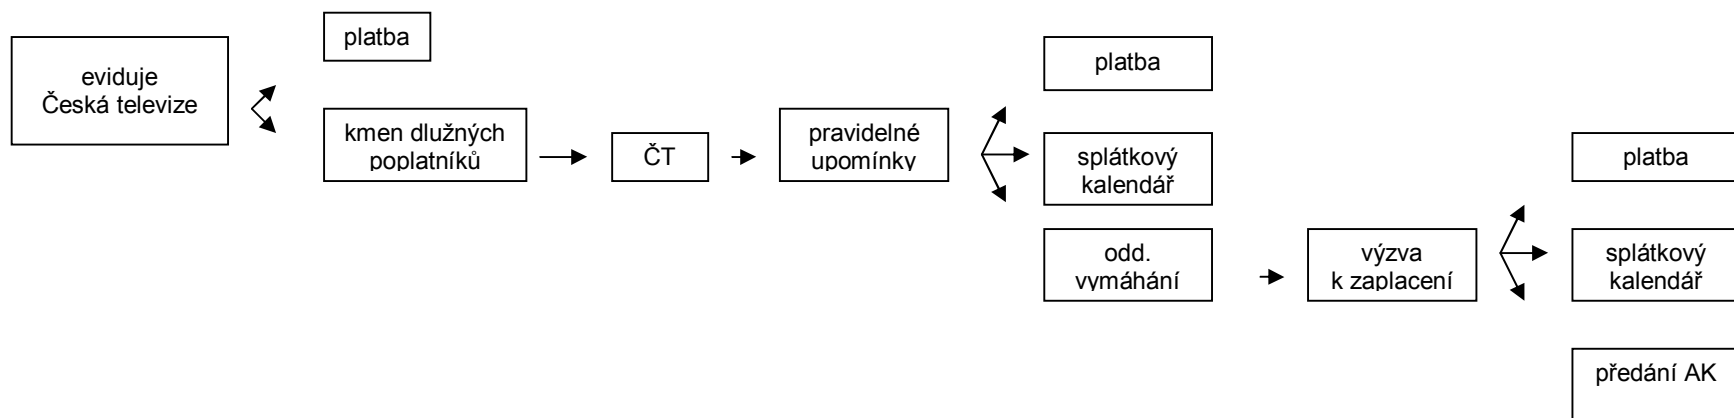 eviduje
Česká televize
platba
kmen dlužných
poplatníků
ČT
pravidelné
upomínky
platba
splátkový
kalendář
odd.
vymáhání
výzva
k zaplacení
platba
splátkový
kalendář
předání AK